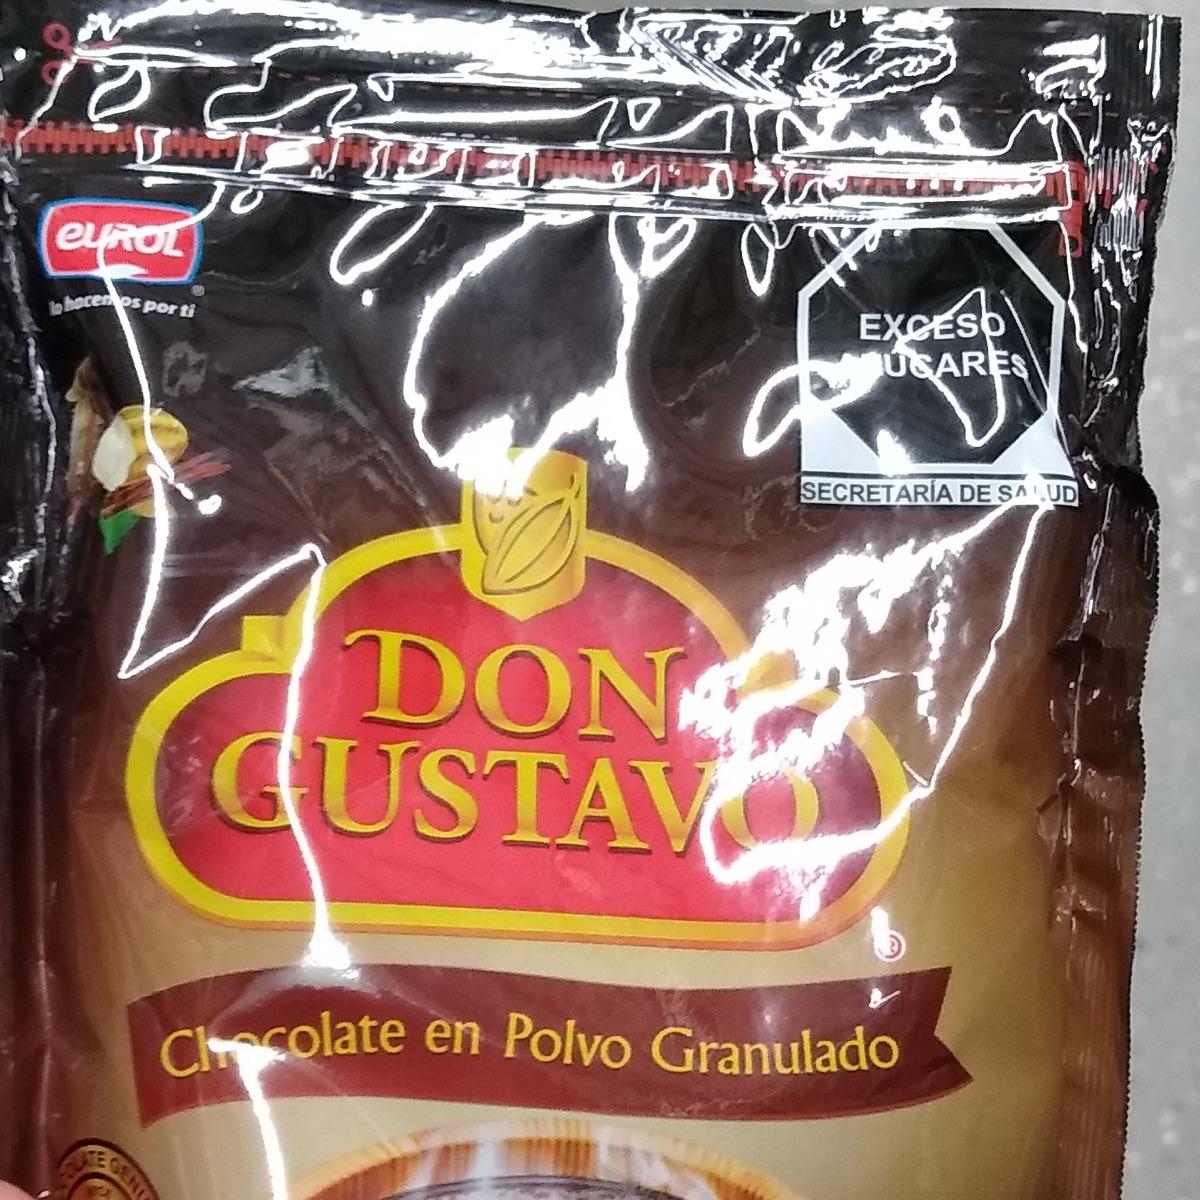 eurol
lo hacemos por ti
EXCESO
AZÚCARES
SECRETARÍA DE SALUD
DON
GUSTAVO
®
Chocolate en Polvo Granulado